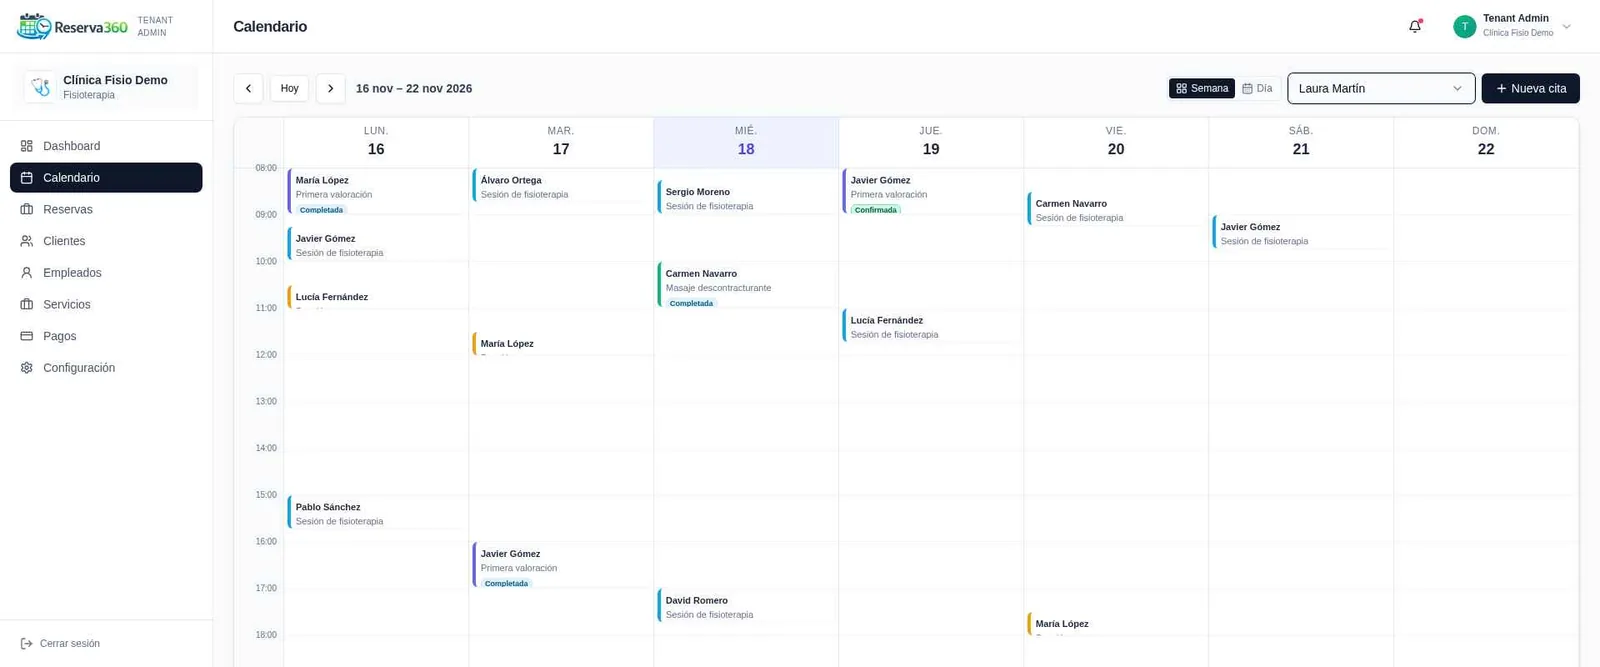 Reserva360
TENANT
ADMIN
Calendario
T
Tenant Admin
Clínica Fisio Demo
Clínica Fisio Demo
Fisioterapia
Dashboard
Calendario
Reservas
Clientes
Empleados
Servicios
Pagos
Configuración
Cerrar sesión
Hoy
16 nov – 22 nov 2026
Semana
Día
Laura Martín
+ Nueva cita
LUN.
16
MAR.
17
MIÉ.
18
JUE.
19
VIE.
20
SÁB.
21
DOM.
22
08:00
09:00
10:00
11:00
12:00
13:00
14:00
15:00
16:00
17:00
18:00
María López
Primera valoración
Completada
Javier Gómez
Sesión de fisioterapia
Lucía Fernández
Pablo Sánchez
Sesión de fisioterapia
Álvaro Ortega
Sesión de fisioterapia
María López
Javier Gómez
Primera valoración
Completada
Sergio Moreno
Sesión de fisioterapia
Carmen Navarro
Masaje descontracturante
Completada
David Romero
Sesión de fisioterapia
Javier Gómez
Primera valoración
Confirmada
Lucía Fernández
Sesión de fisioterapia
Carmen Navarro
Sesión de fisioterapia
María López
Javier Gómez
Sesión de fisioterapia